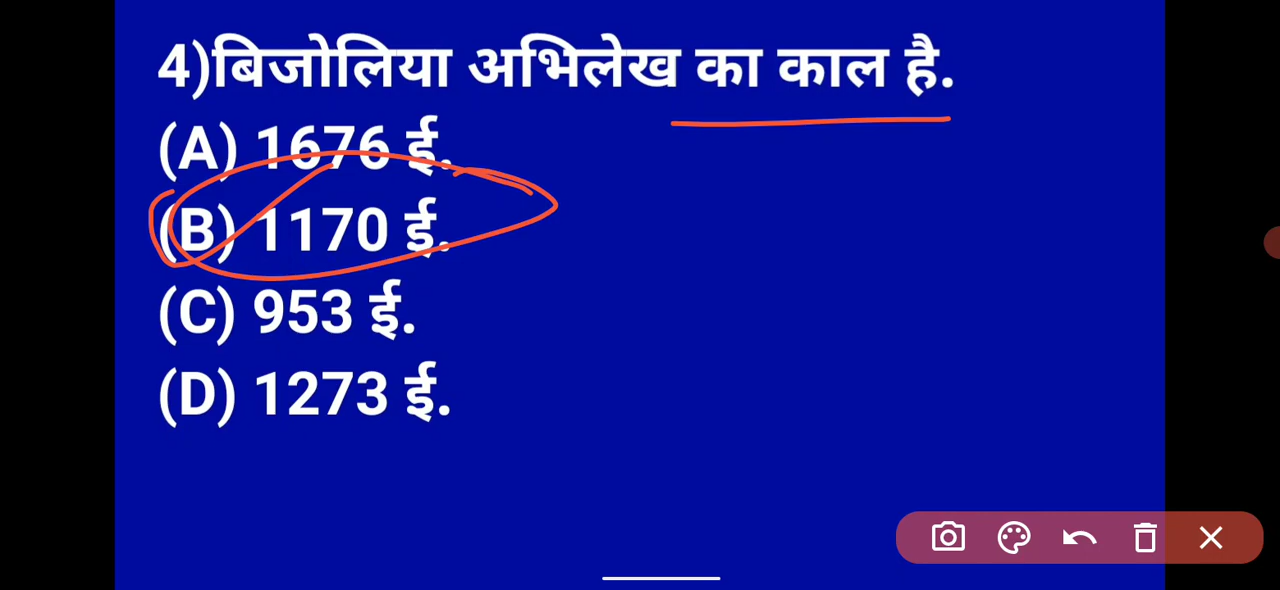 4)बिजोलिया अभिलेख का काल है.
(A) 1676 ई.
(B) 1170 ई.
(C) 953 ई.
(D) 1273 ई.